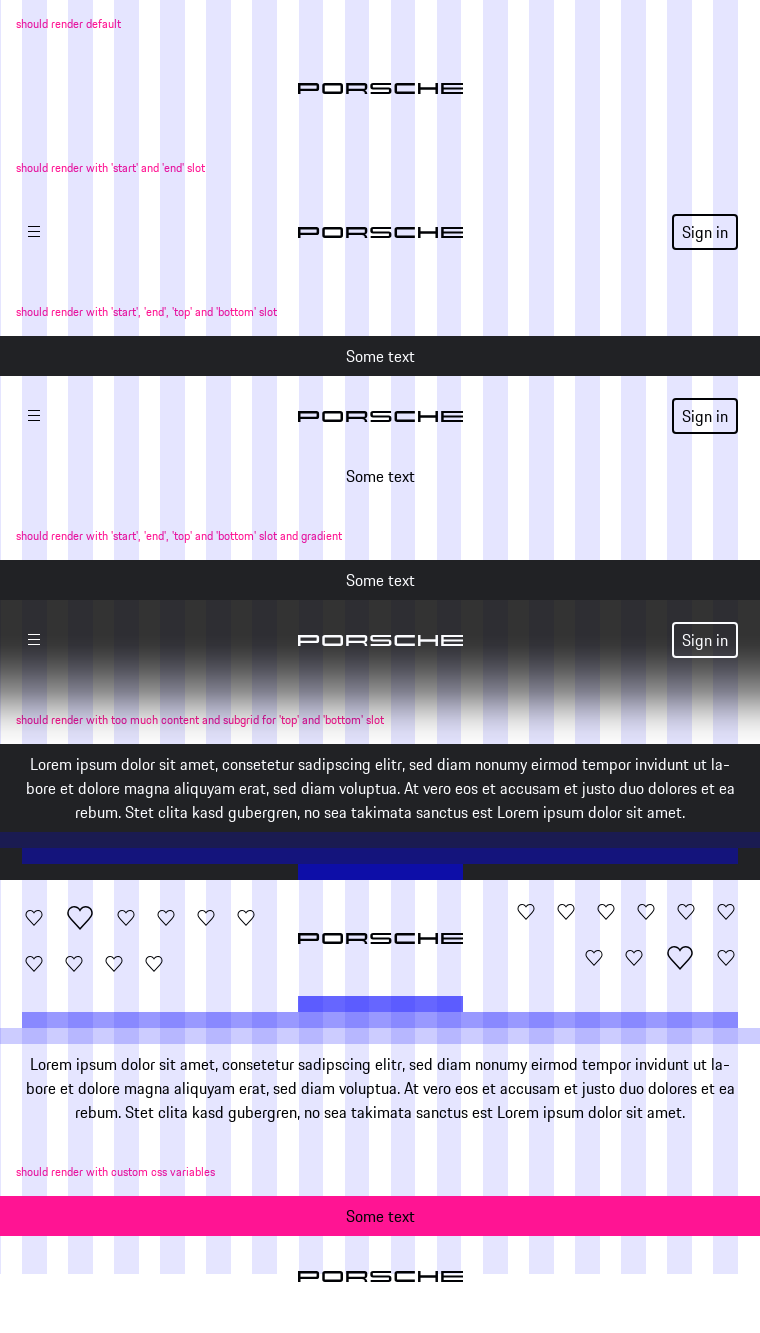 should render default
PORSCHE
should render with 'start' and 'end' slot
PORSCHE
Sign in
should render with 'start', 'end', 'top' and 'bottom' slot
Some text
PORSCHE
Sign in
Some text
should render with 'start', 'end', 'top' and 'bottom' slot and gradient
Some text
PORSCHE
Sign in
should render with too much content and subgrid for 'top' and 'bottom' slot
Lorem ipsum dolor sit amet, consetetur sadipscing elitr, sed diam nonumy eirmod tempor invidunt ut la-
bore et dolore magna aliquyam erat, sed diam voluptua. At vero eos et accusam et justo duo dolores et ea
rebum. Stet clita kasd gubergren, no sea takimata sanctus est Lorem ipsum dolor sit amet.
PORSCHE
Lorem ipsum dolor sit amet, consetetur sadipscing elitr, sed diam nonumy eirmod tempor invidunt ut la-
bore et dolore magna aliquyam erat, sed diam voluptua. At vero eos et accusam et justo duo dolores et ea
rebum. Stet clita kasd gubergren, no sea takimata sanctus est Lorem ipsum dolor sit amet.
should render with custom css variables
Some text
PORSCHE